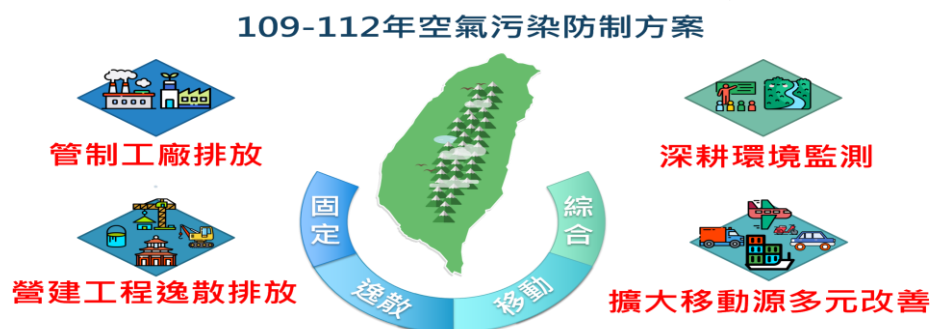 109-112年空氣污染防制方案
管制工廠排放
深耕環境監測
固定
綜合
逸散
移動
營建工程逸散排放
擴大移動源多元改善